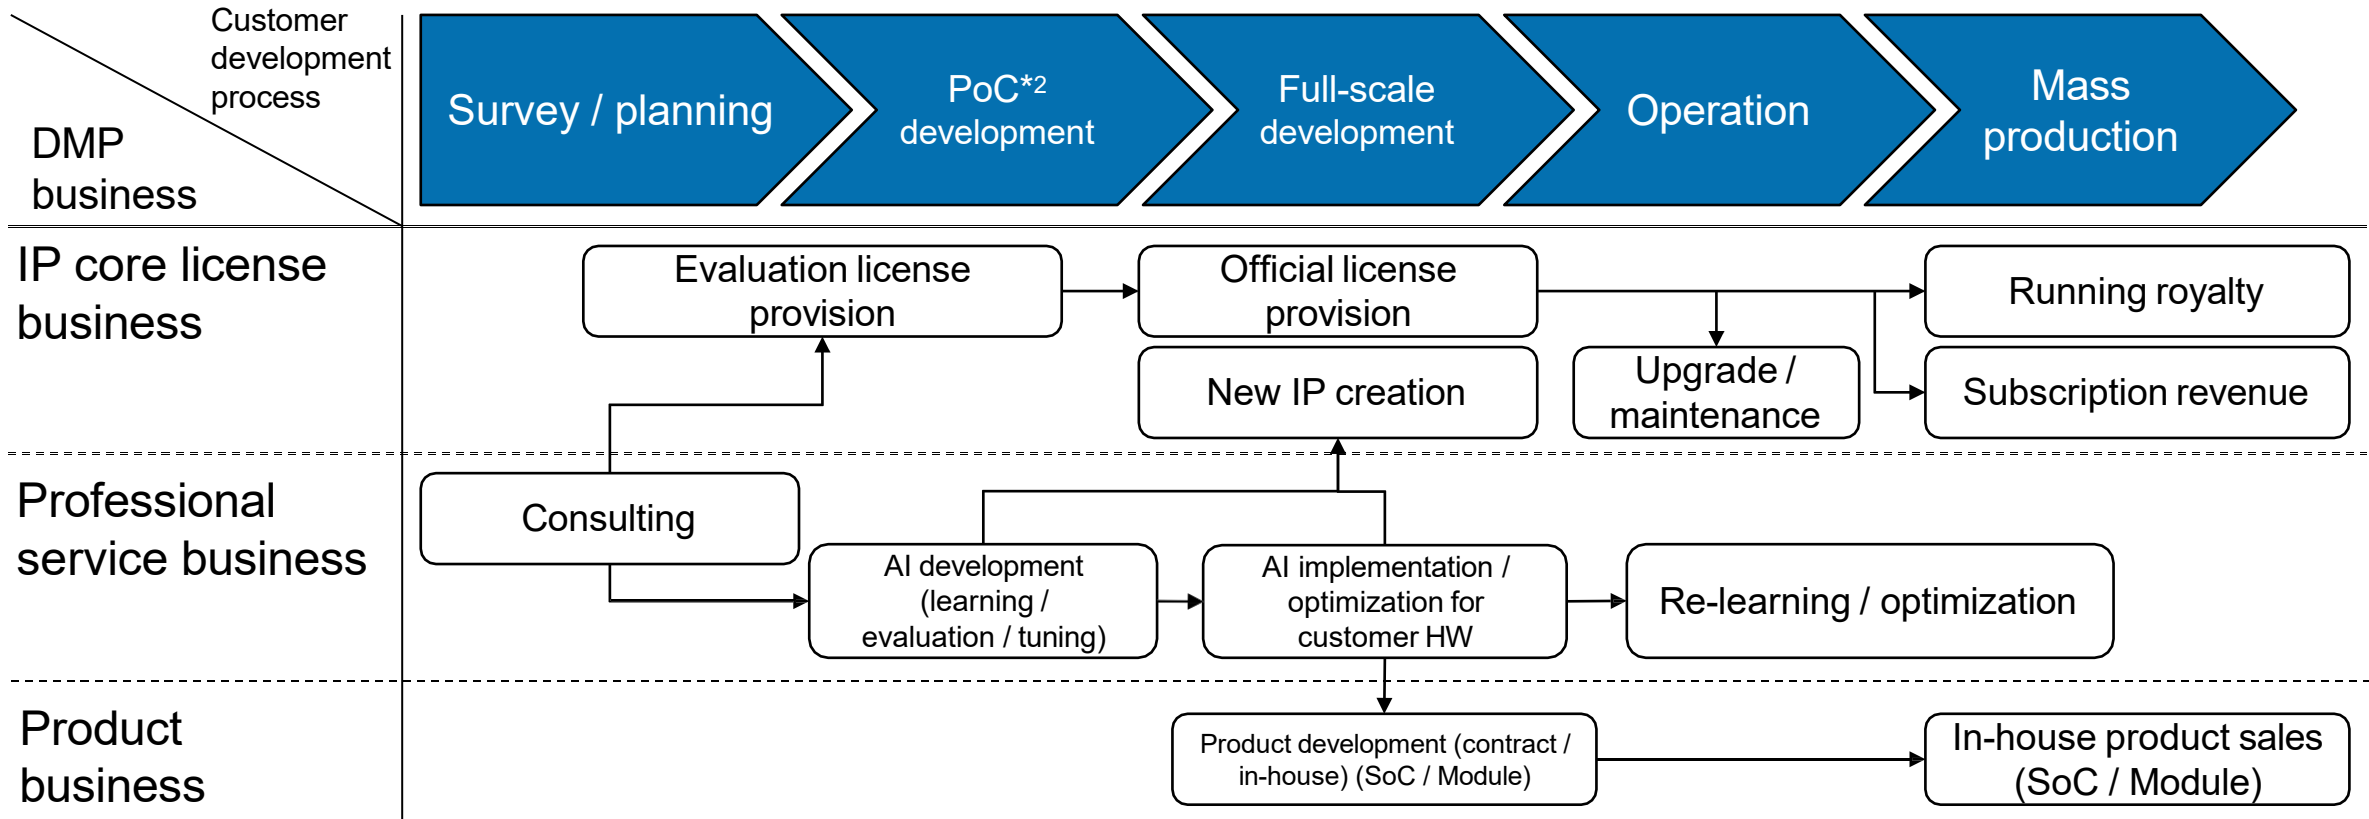 Customer
development
process
DMP
business
Survey / planning
PoC*2
development
Full-scale
development
Operation
Mass
production
IP core license
business
Evaluation license
provision
Official license
provision
Running royalty
New IP creation
Upgrade /
maintenance
Subscription revenue
Professional
service business
Consulting
AI development
(learning /
evaluation / tuning)
AI implementation /
optimization for
customer HW
Re-learning / optimization
Product
business
Product development (contract /
in-house) (SoC / Module)
In-house product sales
(SoC / Module)